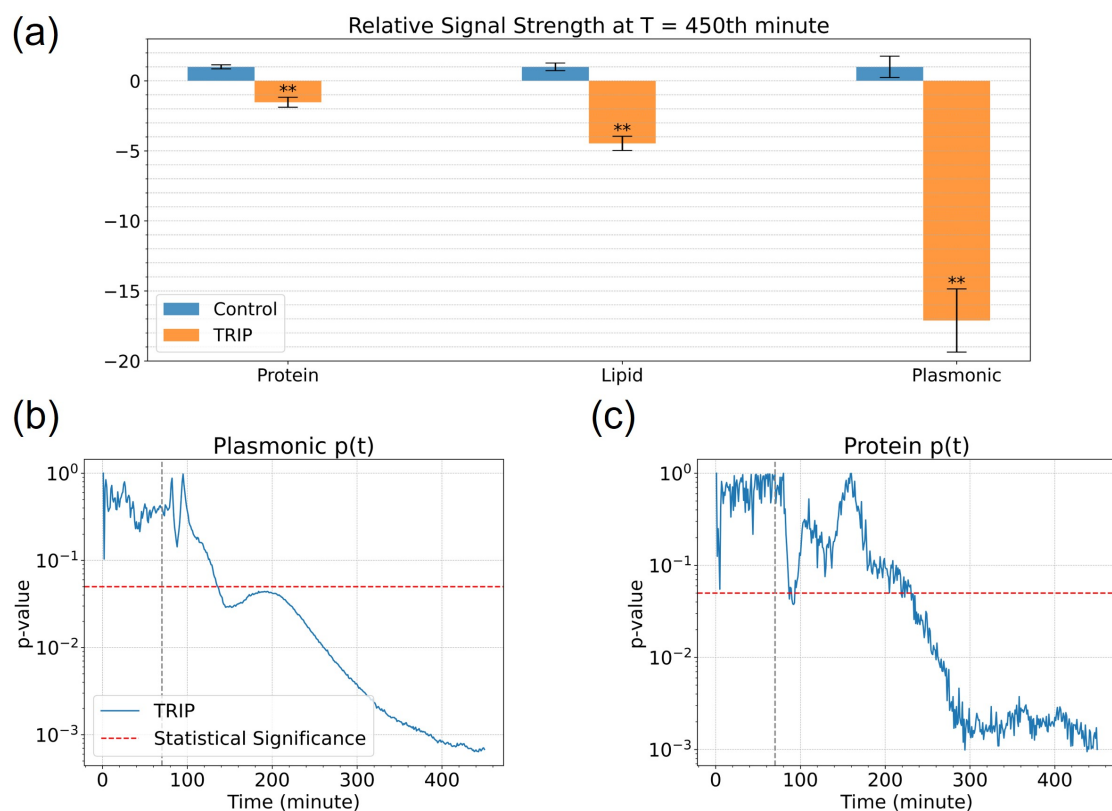 (a)
Relative Signal Strength at T = 450th minute
0
−5
−10
−15
−20
**
**
**
Control
TRIP
Protein
Lipid
Plasmonic
(b)
Plasmonic p(t)
p-value
10⁰
10⁻¹
10⁻²
10⁻³
TRIP
Statistical Significance
0
100
200
300
400
Time (minute)
(c)
Protein p(t)
p-value
10⁰
10⁻¹
10⁻²
10⁻³
0
100
200
300
400
Time (minute)